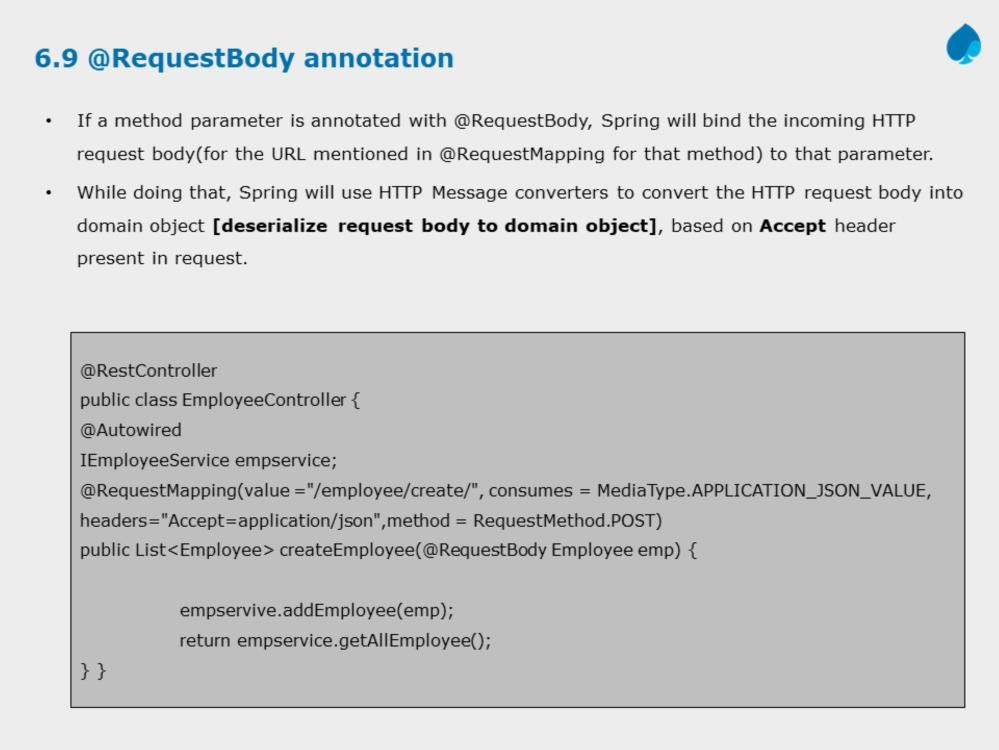 6.9 @RequestBody annotation
• If a method parameter is annotated with @RequestBody, Spring will bind the incoming HTTP
request body(for the URL mentioned in @RequestMapping for that method) to that parameter.
• While doing that, Spring will use HTTP Message converters to convert the HTTP request body into
domain object [deserialize request body to domain object], based on Accept header
present in request.
@RestController
public class EmployeeController {
@Autowired
IEmployeeService empservice;
@RequestMapping(value ="/employee/create/", consumes = MediaType.APPLICATION_JSON_VALUE,
headers="Accept=application/json",method = RequestMethod.POST)
public List<Employee> createEmployee(@RequestBody Employee emp) {
empservive.addEmployee(emp);
return empservice.getAllEmployee();
} }